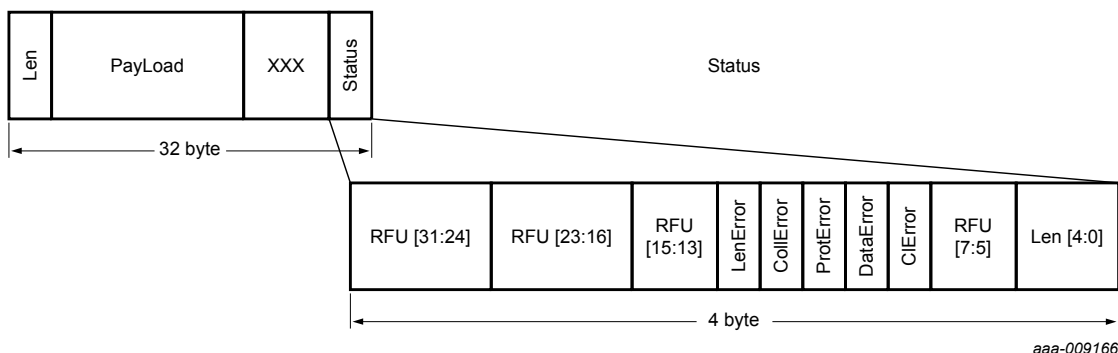 Len
PayLoad
XXX
Status
Status
32 byte
RFU [31:24]
RFU [23:16]
RFU
[15:13]
LenError
CollError
ProtError
DataError
ClError
RFU
[7:5]
Len [4:0]
4 byte
aaa-009166